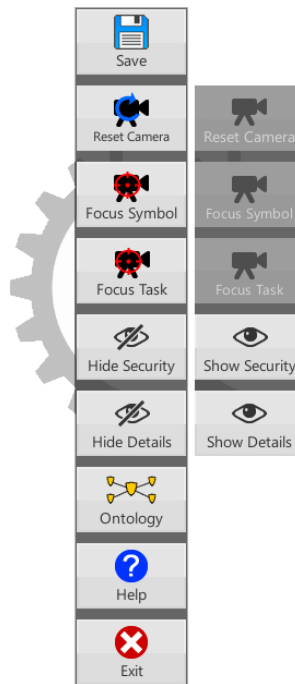 Save
Reset Camera
Reset Camera
Focus Symbol
Focus Symbol
Focus Task
Focus Task
Hide Security
Show Security
Hide Details
Show Details
Ontology
?
Help
Exit